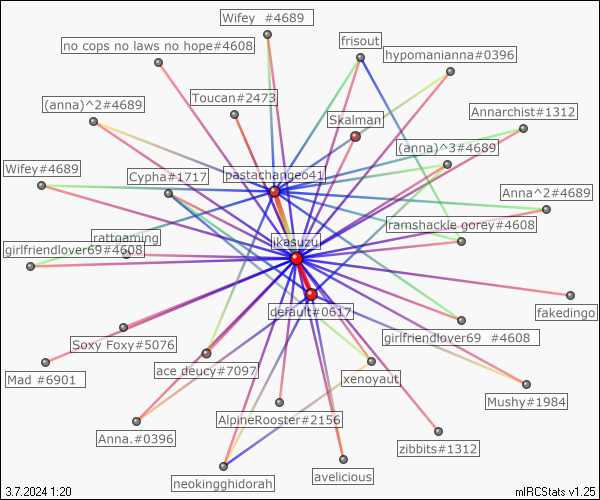 Wifey  #4689
no cops no laws no hope#4608
frisout
hypomanianna#0396
(anna)^2#4689
Toucan#2473
Annarchist#1312
Skalman
(anna)^3#4689
Wifey#4689
Cypha#1717
pastachangeo41
Anna^2#4689
ramshackle gorey#4608
rattgaming
likasuzu
girlfriendlover69#4608
fakedingo
default#0617
girlfriendlover69  #4608
Soxy Foxy#5076
Mad #6901
ace deucy#7097
xenoyaut
Mushy#1984
AlpineRooster#2156
Anna.#0396
zibbits#1312
neokingghidorah
avelicious
3.7.2024 1:20
mIRCStats v1.25